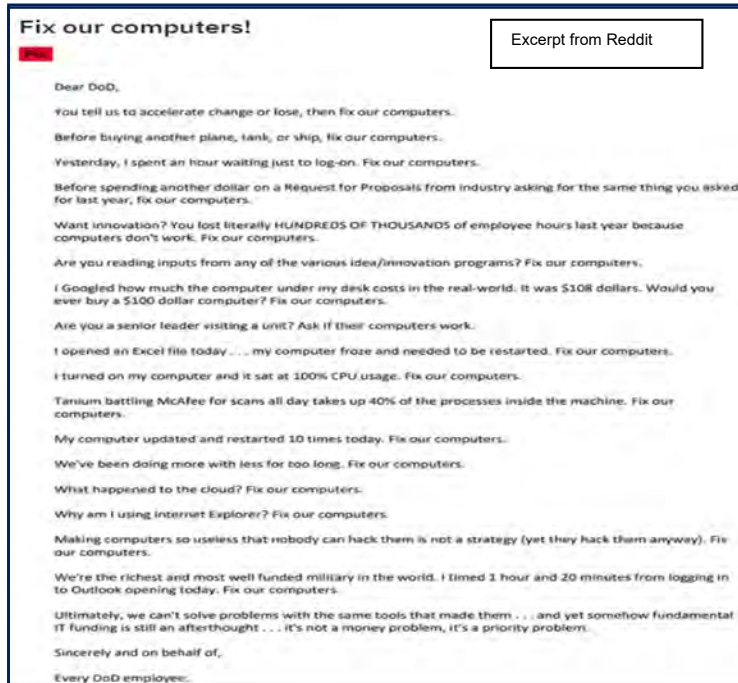 Fix our computers!
Excerpt from Reddit
Dear DoD,
You tell us to accelerate change or lose, then fix our computers.
Before buying another plane, tank, or ship, fix our computers.
Yesterday, I spent an hour waiting just to log-on. Fix our computers.
Before spending another dollar on a Request for Proposals from industry asking for the same thing you asked
for last year, fix our computers.
Want innovation? You lost literally HUNDREDS OF THOUSANDS of employee hours last year because
computers don't work. Fix our computers.
Are you reading inputs from any of the various idea/innovation programs? Fix our computers.
I Googled how much the computer under my desk costs in the real-world. It was $108 dollars. Would you
ever buy a $100 dollar computer? Fix our computers.
Are you a senior leader visiting a unit? Ask if their computers work.
I opened an Excel file today . . . my computer froze and needed to be restarted. Fix our computers.
I turned on my computer and it sat at 100% CPU usage. Fix our computers.
Tanium battling McAfee for scans all day takes up 40% of the processes inside the machine. Fix our
computers.
My computer updated and restarted 10 times today. Fix our computers.
We've been doing more with less for too long. Fix our computers.
What happened to the cloud? Fix our computers.
Why am I using Internet Explorer? Fix our computers.
Making computers so useless that nobody can hack them is not a strategy (yet they hack them anyway). Fix
our computers.
We're the richest and most well funded military in the world. I timed 1 hour and 20 minutes from logging in
to Outlook opening today. Fix our computers.
Ultimately, we can't solve problems with the same tools that made them . . . and yet somehow fundamental
IT funding is still an afterthought . . . it's not a money problem, it's a priority problem.
Sincerely and on behalf of,
Every DoD employee.